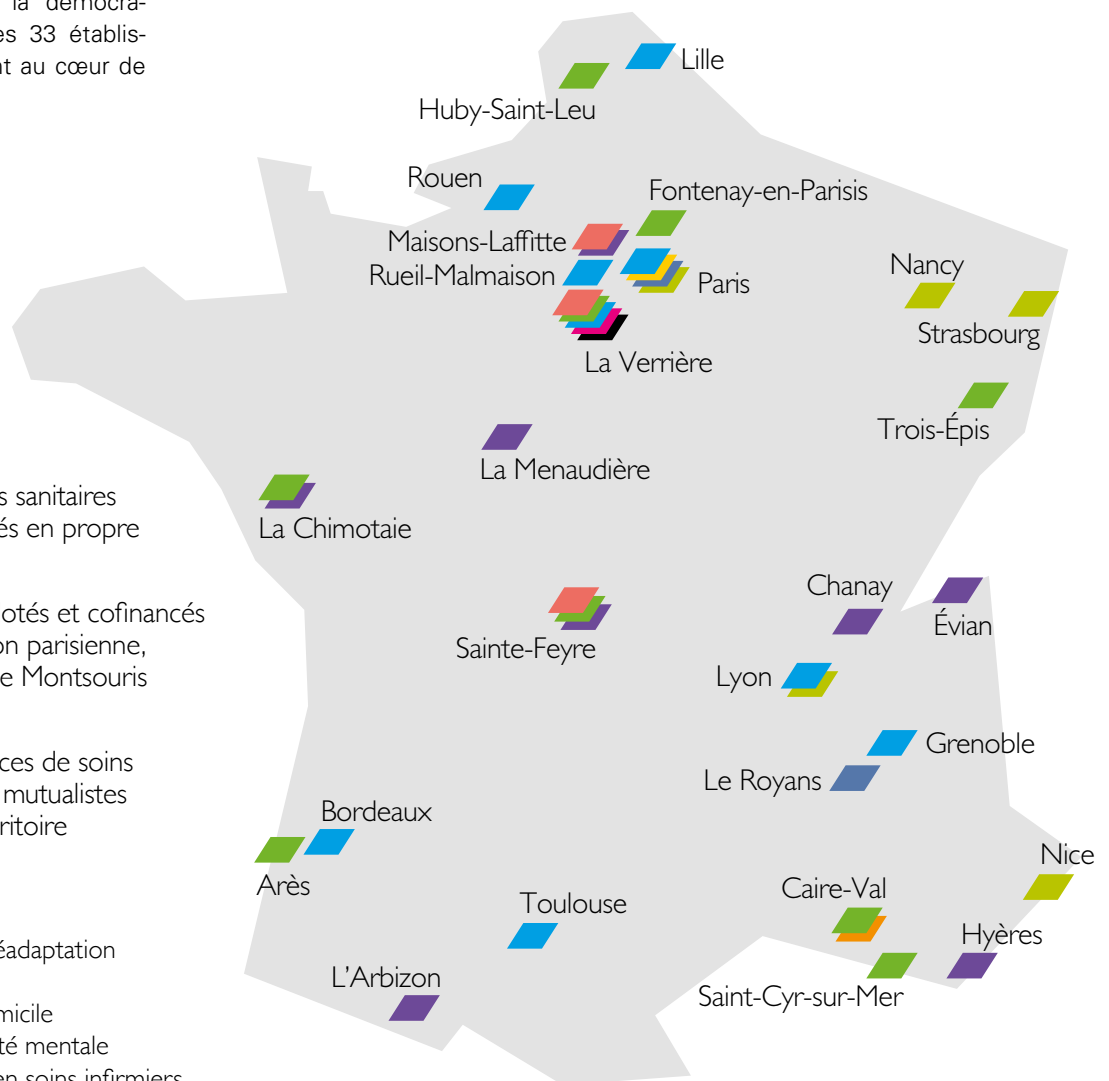 la démocra-
es 33 établis-
nt au cœur de
Lille
Huby-Saint-Leu
Rouen
Fontenay-en-Parisis
Maisons-Laffitte
Rueil-Malmaison
Paris
Nancy
Strasbourg
La Verrière
Trois-Épis
La Menaudière
s sanitaires
és en propre
La Chimotaie
Chanay
Évian
otés et cofinancés
on parisienne,
e Montsouris
Sainte-Feyre
Lyon
Grenoble
Le Royans
ces de soins
mutualistes
ritoire
Bordeaux
Arès
Nice
Caire-Val
Toulouse
Hyères
éadaptation
L'Arbizon
Saint-Cyr-sur-Mer
micile
té mentale
en soins infirmiers